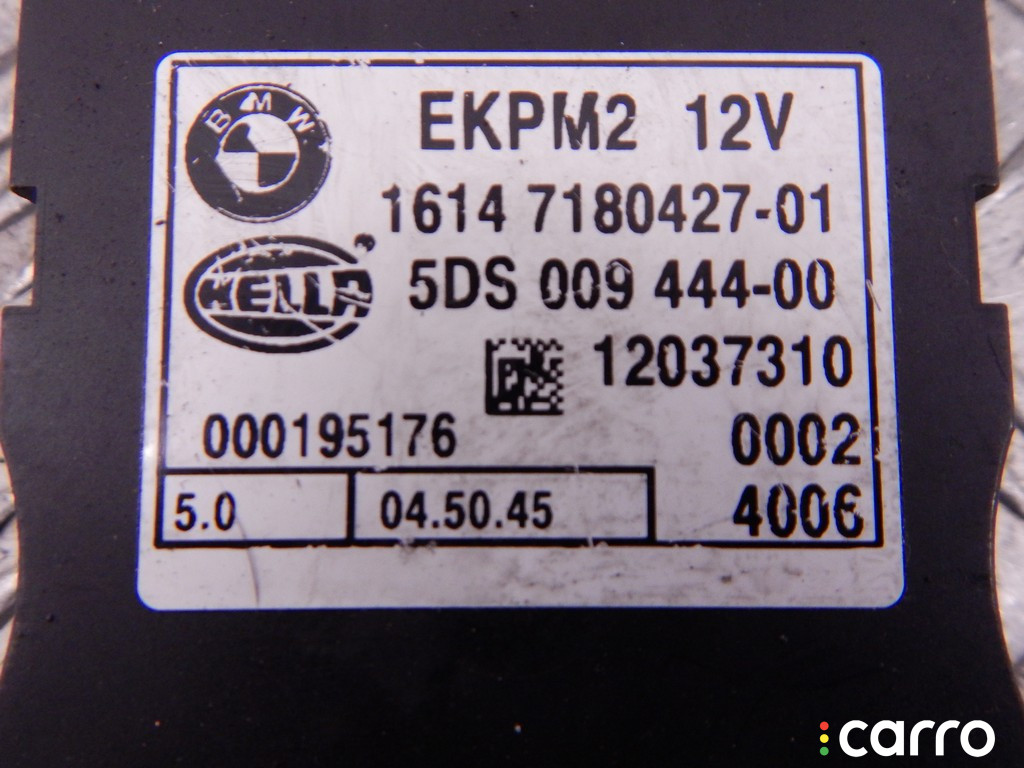 BMW
EKPM2 12V
1614 7180427-01
HELLA
5DS 009 444-00
12037310
000195176
0002
5.0
04.50.45
4006
carro